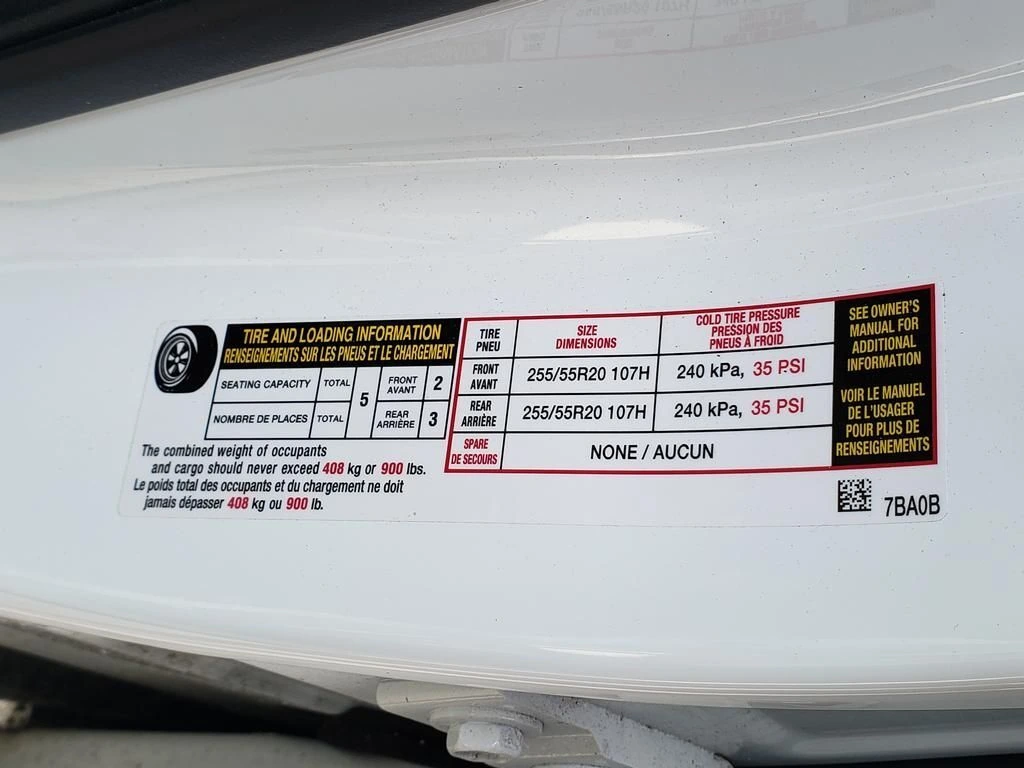 TIRE AND LOADING INFORMATION
RENSEIGNEMENTS SUR LES PNEUS ET LE CHARGEMENT
SEATING CAPACITY TOTAL 5 FRONT AVANT 2
NOMBRE DE PLACES TOTAL REAR ARRIÈRE 3
The combined weight of occupants
and cargo should never exceed 408 kg or 900 lbs.
Le poids total des occupants et du chargement ne doit
jamais dépasser 408 kg ou 900 lb.
TIRE PNEU SIZE DIMENSIONS COLD TIRE PRESSURE PRESSION DES PNEUS À FROID
FRONT AVANT 255/55R20 107H 240 kPa, 35 PSI
REAR ARRIÈRE 255/55R20 107H 240 kPa, 35 PSI
SPARE DE SECOURS NONE / AUCUN
SEE OWNER'S
MANUAL FOR
ADDITIONAL
INFORMATION
VOIR LE MANUEL
DE L'USAGER
POUR PLUS DE
RENSEIGNEMENTS
7BA0B